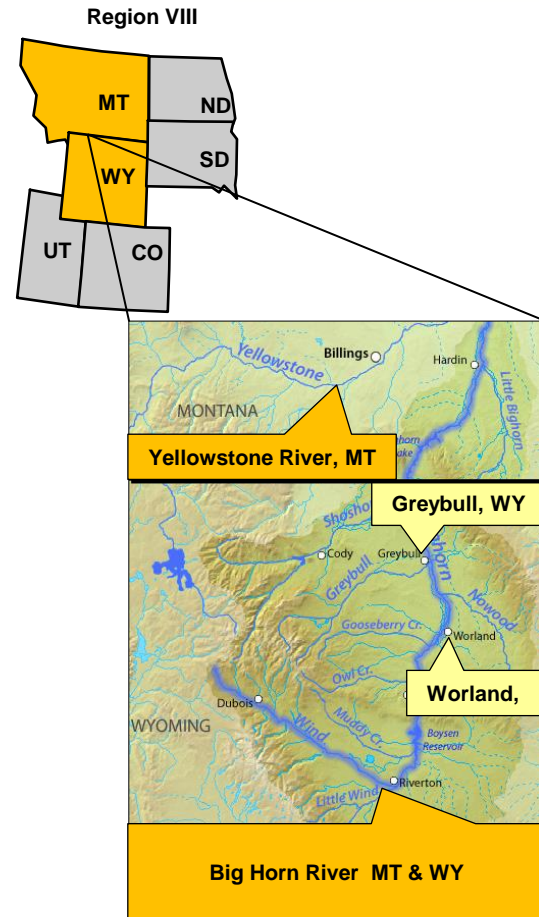 Region VIII
MT
ND
SD
WY
UT
CO
Yellowstone
Billings
Hardin
Little Bighorn
MONTANA
Yellowstone River, MT
Greybull, WY
Cody
Greybull
Greybull
Nowood
Gooseberry Cr.
Worland
Owl Cr.
Worland,
Dubois
Wind
Muddy Cr.
WYOMING
Boysen
Reservoir
Little Wind
Riverton
Big Horn River MT & WY